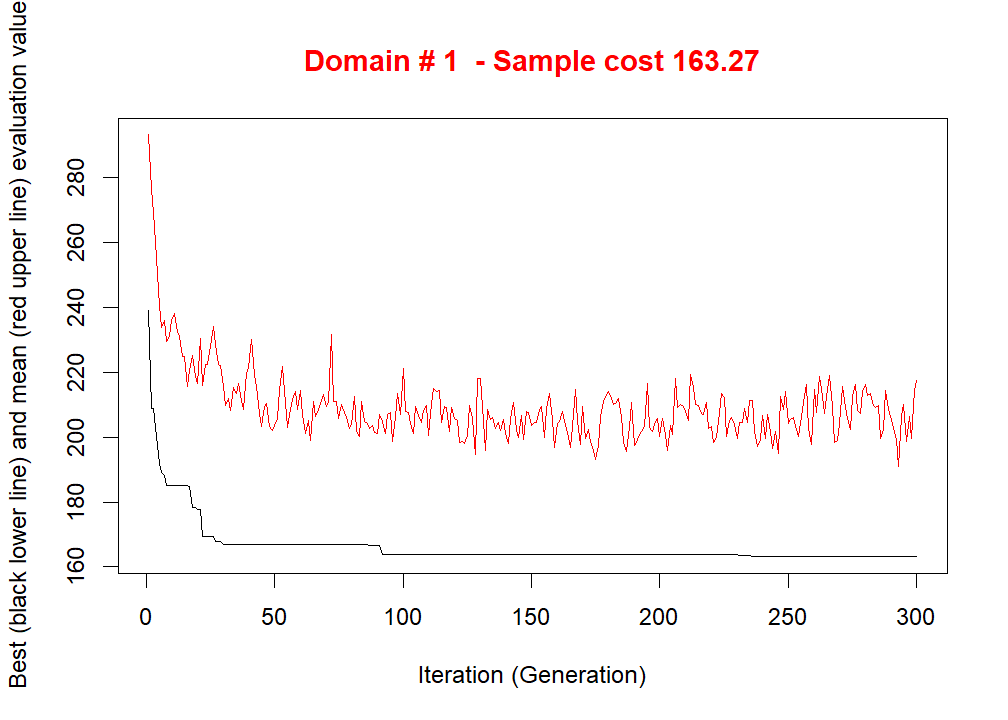 Domain # 1  - Sample cost 163.27
Best (black lower line) and mean (red upper line) evaluation value
280
260
240
220
200
180
160
0 50 100 150 200 250 300
Iteration (Generation)